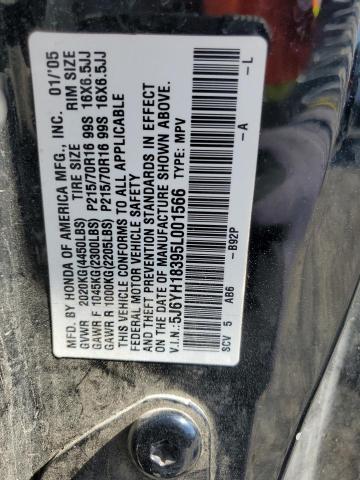 MFD. BY HONDA OF AMERICA MFG., INC. 01/'05
TIRE SIZE RIM SIZE
GVWR 2020KG(4450LBS)
GAWR F 1045KG(2300LBS) P215/70R16 99S 16X6.5JJ
GAWR R 1000KG(2205LBS) P215/70R16 99S 16X6.5JJ
THIS VEHICLE CONFORMS TO ALL APPLICABLE
FEDERAL MOTOR VEHICLE SAFETY
AND THEFT PREVENTION STANDARDS IN EFFECT
ON THE DATE OF MANUFACTURE SHOWN ABOVE.
V.I.N.: 5J6YH18395L001566 TYPE: MPV
SCV 5 AB6 -B92P -A -L